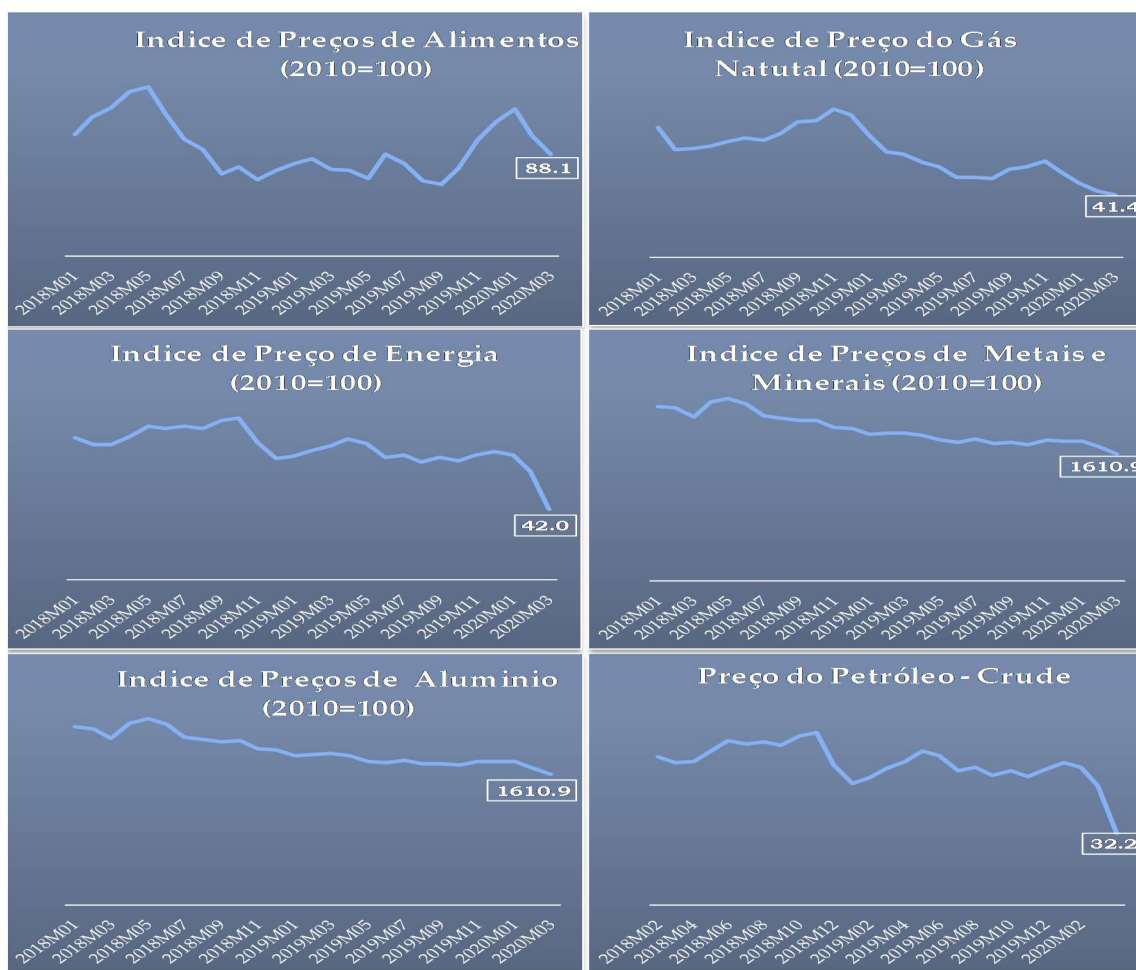 Indice de Preços de Alimentos
(2010=100)
88.1
2018M01
2018M03
2018M05
2018M07
2018M09
2018M11
2019M01
2019M03
2019M05
2019M07
2019M09
2019M11
2020M01
2020M03
Indice de Preço do Gás
Natutal (2010=100)
41.4
2018M01
2018M03
2018M05
2018M07
2018M09
2018M11
2019M01
2019M03
2019M05
2019M07
2019M09
2019M11
2020M01
2020M03
Indice de Preço de Energia
(2010=100)
42.0
2018M01
2018M03
2018M05
2018M07
2018M09
2018M11
2019M01
2019M03
2019M05
2019M07
2019M09
2019M11
2020M01
2020M03
Indice de Preços de Metais e
Minerais (2010=100)
1610.9
2018M01
2018M03
2018M05
2018M07
2018M09
2018M11
2019M01
2019M03
2019M05
2019M07
2019M09
2019M11
2020M01
2020M03
Indice de Preços de Aluminio
(2010=100)
1610.9
2018M01
2018M03
2018M05
2018M07
2018M09
2018M11
2019M01
2019M03
2019M05
2019M07
2019M09
2019M11
2020M01
2020M03
Preço do Petróleo - Crude
32.2
2018M02
2018M04
2018M06
2018M08
2018M10
2018M12
2019M02
2019M04
2019M06
2019M08
2019M10
2019M12
2020M02